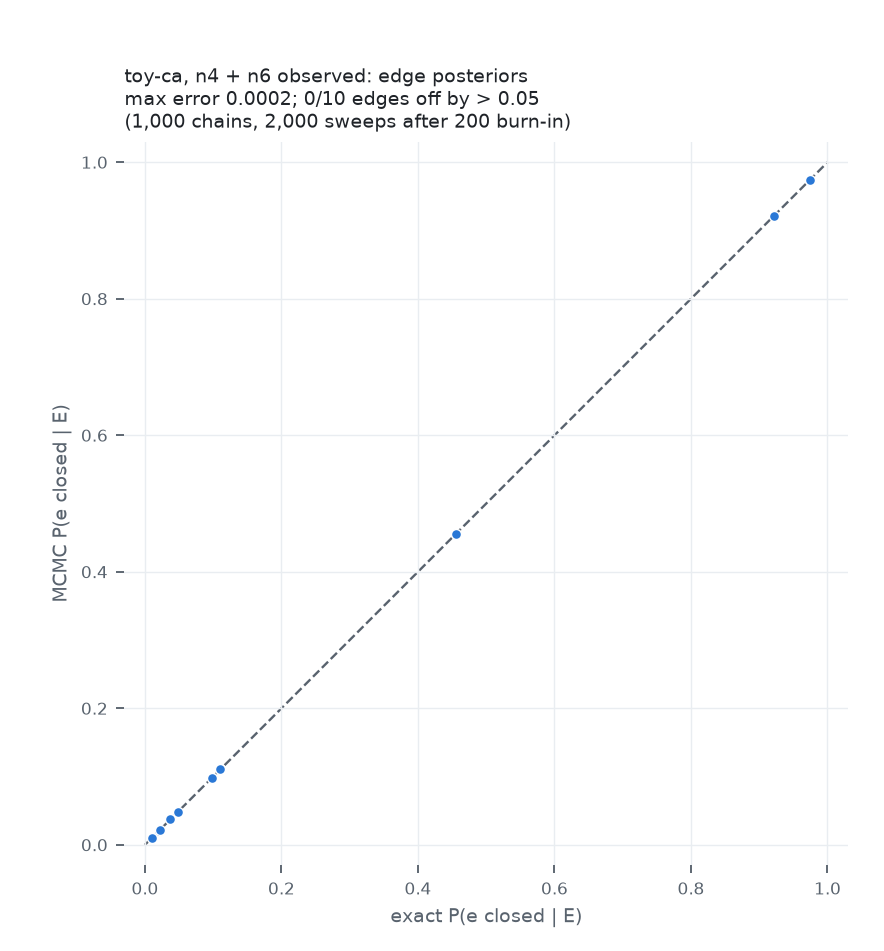 toy-ca, n4 + n6 observed: edge posteriors
max error 0.0002; 0/10 edges off by > 0.05
(1,000 chains, 2,000 sweeps after 200 burn-in)
1.0
0.8
0.6
0.4
0.2
0.0
MCMC P(e closed | E)
0.0 0.2 0.4 0.6 0.8 1.0
exact P(e closed | E)